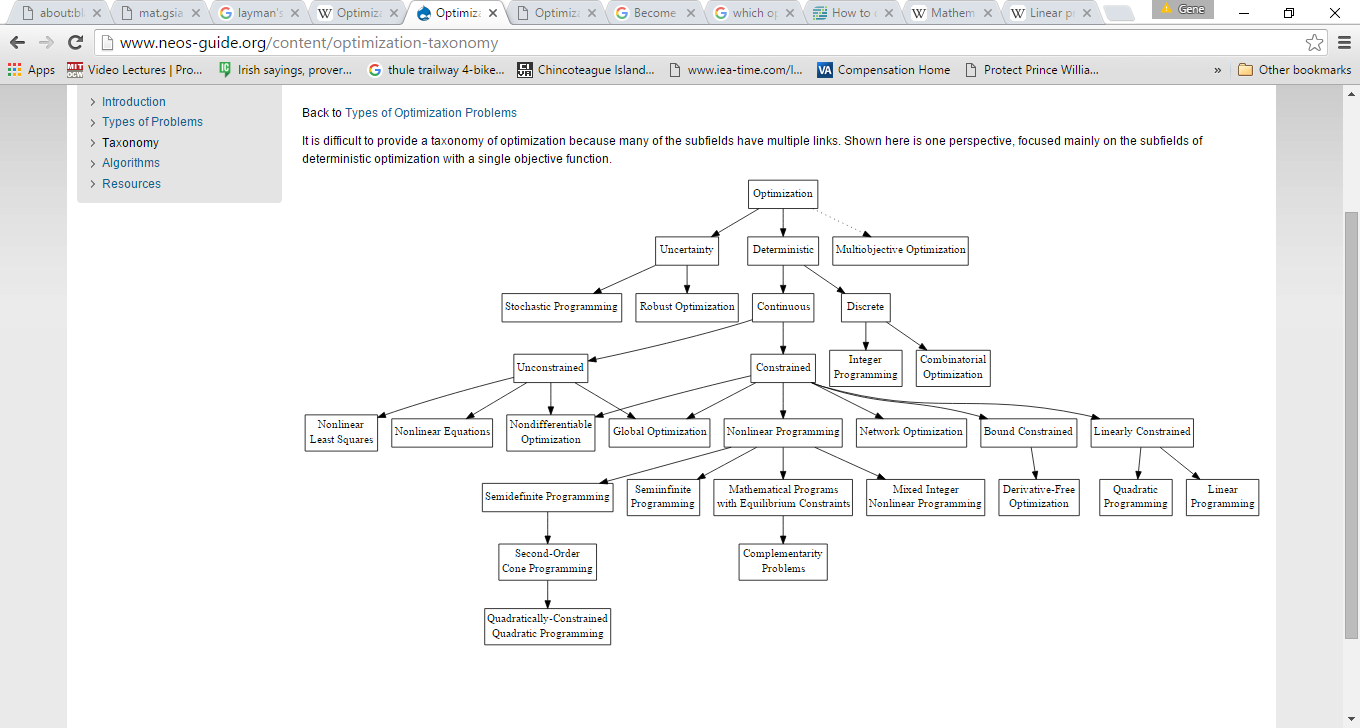 about:bl
mat.gsia
layman's
Optimiza
Optimiza
Optimiza
Become
which op
How to
Mathem
Linear p
Gene
www.neos-guide.org/content/optimization-taxonomy
Apps
Video Lectures | Pro...
Irish sayings, prover...
thule trailway 4-bike...
Chincoteague Island...
www.iea-time.com/I...
Compensation Home
Protect Prince Willia...
»
Other bookmarks
Introduction
Types of Problems
Taxonomy
Algorithms
Resources
Back to Types of Optimization Problems
It is difficult to provide a taxonomy of optimization because many of the subfields have multiple links. Shown here is one perspective, focused mainly on the subfields of
deterministic optimization with a single objective function.
Optimization
Uncertainty
Deterministic
Multiobjective Optimization
Stochastic Programming
Robust Optimization
Continuous
Discrete
Unconstrained
Constrained
Integer
Programming
Combinatorial
Optimization
Nonlinear
Least Squares
Nonlinear Equations
Nondifferentiable
Optimization
Global Optimization
Nonlinear Programming
Network Optimization
Bound Constrained
Linearly Constrained
Semidefinite Programming
Semiinfinite
Programming
Mathematical Programs
with Equilibrium Constraints
Mixed Integer
Nonlinear Programming
Derivative-Free
Optimization
Quadratic
Programming
Linear
Programming
Second-Order
Cone Programming
Complementarity
Problems
Quadratically-Constrained
Quadratic Programming